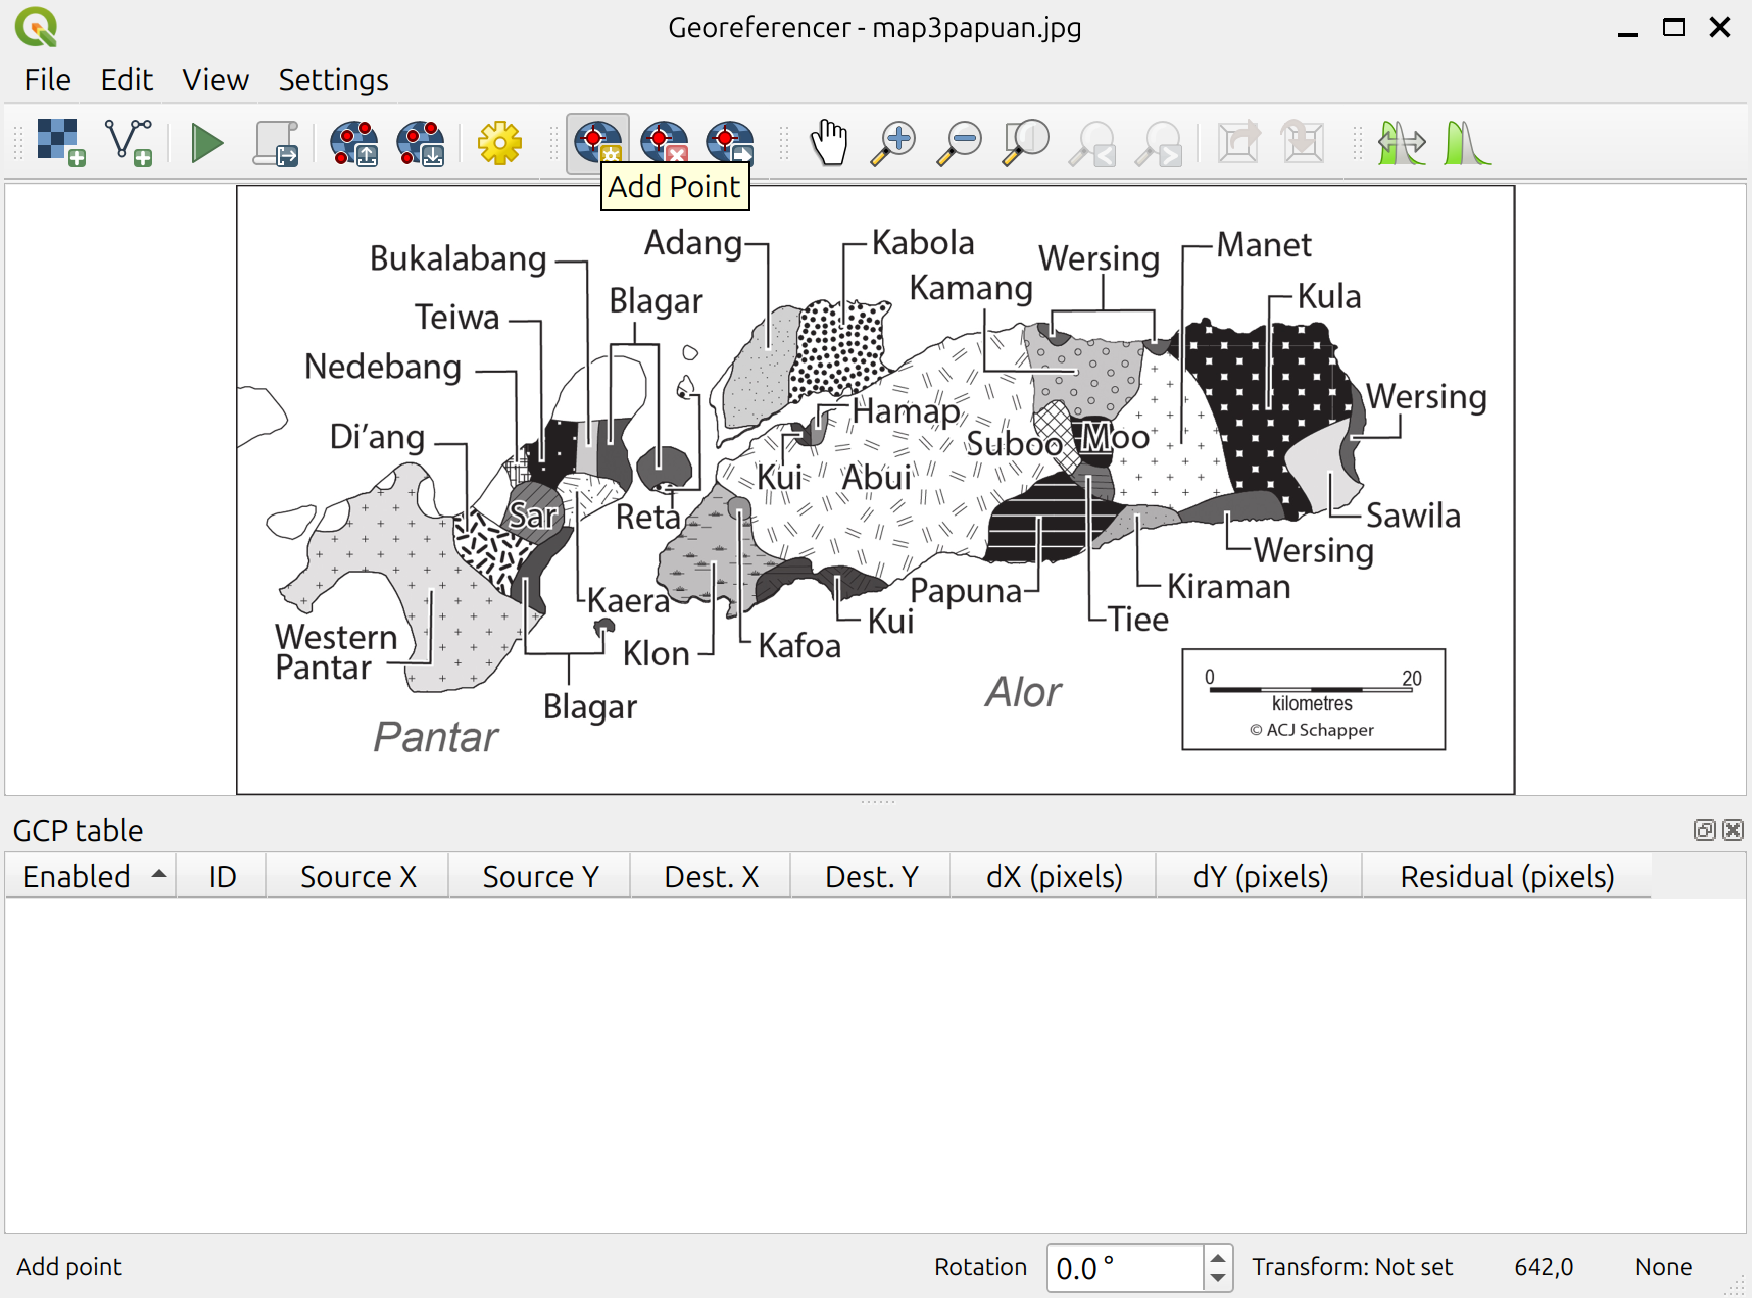 Georeferencer - map3papuan.jpg
File Edit View Settings
Add Point
Adang
Kabola
Manet
Bukalabang
Wersing
Kamang
Blagar
Kula
Teiwa
Nedebang
Wersing
Hamap
Di'ang
Suboo
Moo
Kui
Abui
Sar
Reta
Sawila
Wersing
Kaera
Papuna
Kiraman
Kui
Tiee
Western
Pantar
Klon
Kafoa
Blagar
Alor
Pantar
0 20
kilometres
© ACJ Schapper
GCP table
Enabled ID Source X Source Y Dest. X Dest. Y dX (pixels) dY (pixels) Residual (pixels)
Add point Rotation 0.0 ° Transform: Not set 642,0 None